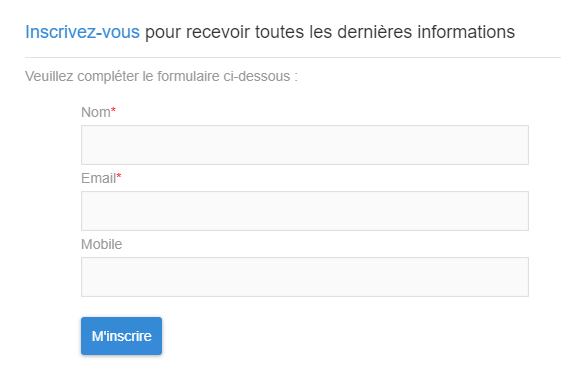 Inscrivez-vous pour recevoir toutes les dernières informations
Veuillez compléter le formulaire ci-dessous :
Nom*
Email*
Mobile
M'inscrire